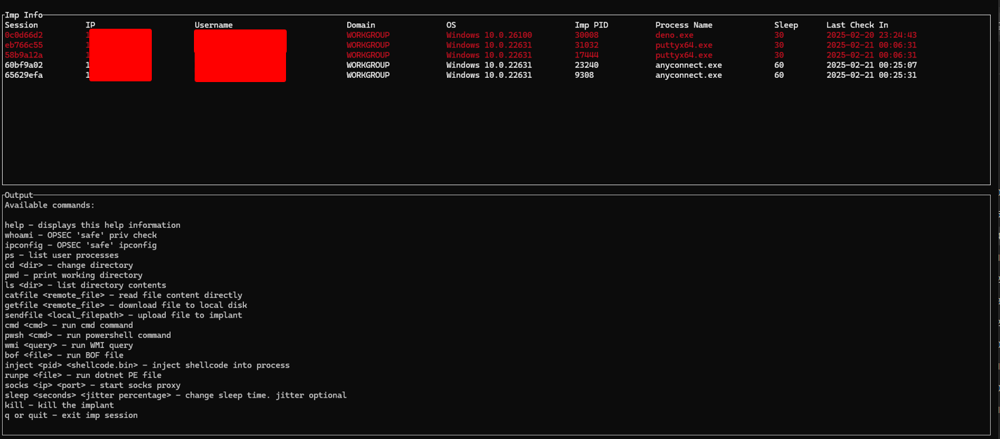 Imp Info
Session IP Username Domain OS Imp PID Process Name Sleep Last Check In
0c0d66d2 1 WORKGROUP Windows 10.0.26100 30008 deno.exe 30 2025-02-20 23:24:43
eb766c55 1 WORKGROUP Windows 10.0.22631 31032 puttyx64.exe 30 2025-02-21 00:06:31
58b9a12a 1 WORKGROUP Windows 10.0.22631 17444 puttyx64.exe 30 2025-02-21 00:06:31
60bf9a02 1 WORKGROUP Windows 10.0.22631 23240 anyconnect.exe 60 2025-02-21 00:25:07
65629efa 1 WORKGROUP Windows 10.0.22631 9308 anyconnect.exe 60 2025-02-21 00:25:31
Output
Available commands:
help - displays this help information
whoami - OPSEC 'safe' priv check
ipconfig - OPSEC 'safe' ipconfig
ps - list user processes
cd <dir> - change directory
pwd - print working directory
ls <dir> - list directory contents
catfile <remote_file> - read file content directly
getfile <remote_file> - download file to local disk
sendfile <local_filepath> - upload file to implant
cmd <cmd> - run cmd command
pwsh <cmd> - run powershell command
wmi <query> - run WMI query
bof <file> - run BOF file
inject <pid> <shellcode.bin> - inject shellcode into process
runpe <file> - run dotnet PE file
socks <ip> <port> - start socks proxy
sleep <seconds> <jitter percentage> - change sleep time. jitter optional
kill - kill the implant
q or quit - exit imp session